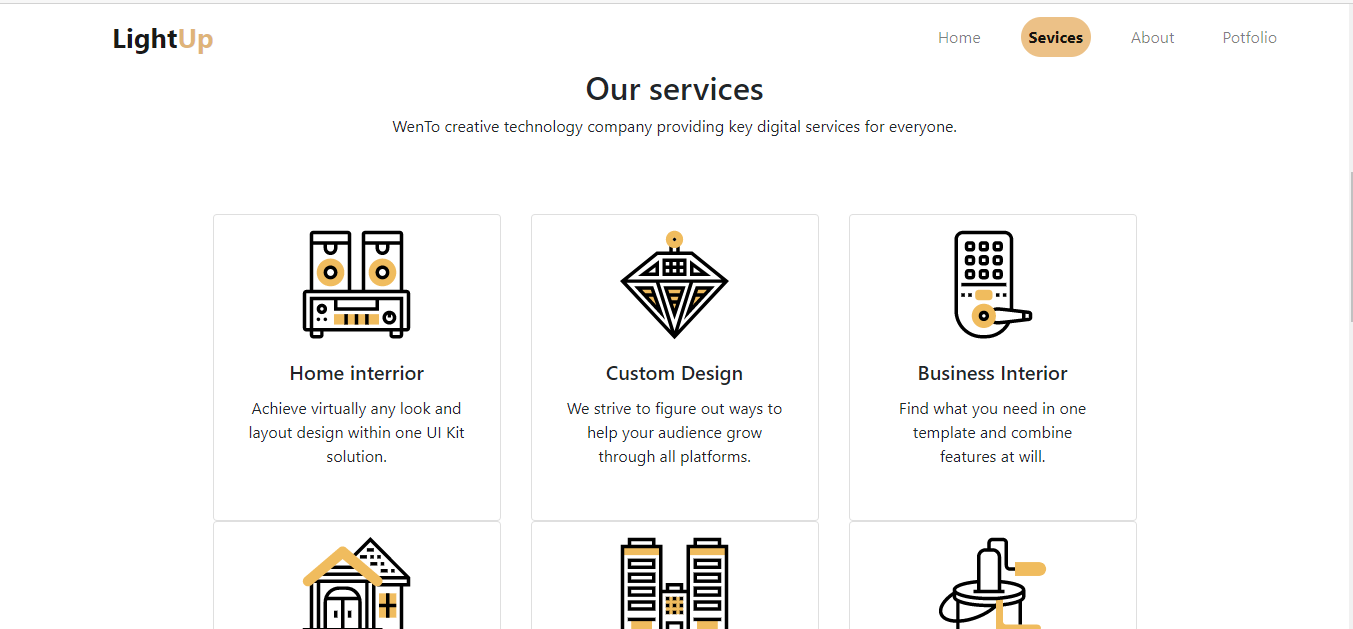 LightUp
Home
Sevices
About
Potfolio
Our services
WenTo creative technology company providing key digital services for everyone.
Home interrior
Achieve virtually any look and
layout design within one UI Kit
solution.
Custom Design
We strive to figure out ways to
help your audience grow
through all platforms.
Business Interior
Find what you need in one
template and combine
features at will.